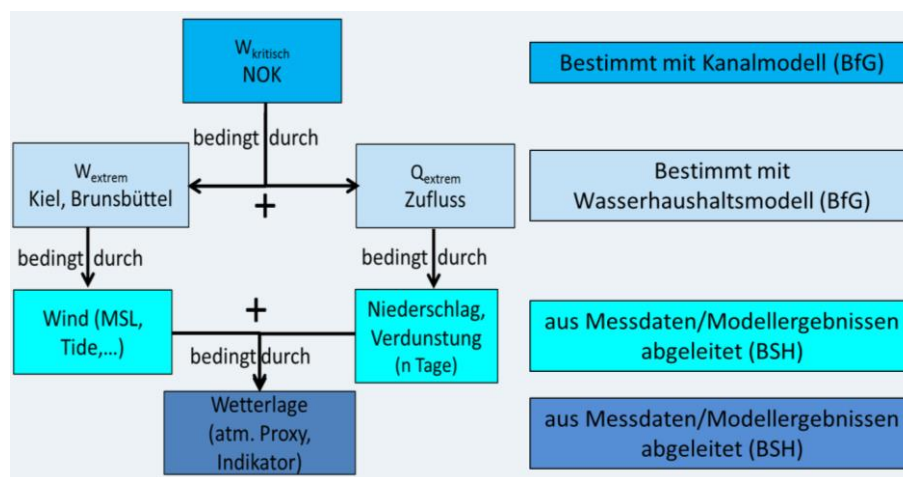 W_kritisch
NOK
Bestimmt mit Kanalmodell (BfG)
bedingt durch
W_extrem
Kiel, Brunsbüttel
+
Q_extrem
Zufluss
Bestimmt mit
Wasserhaushaltsmodell (BfG)
bedingt durch
bedingt durch
Wind (MSL,
Tide,...)
+
Niederschlag,
Verdunstung
(n Tage)
aus Messdaten/Modellergebnissen
abgeleitet (BSH)
bedingt durch
Wetterlage
(atm. Proxy,
Indikator)
aus Messdaten/Modellergebnissen
abgeleitet (BSH)